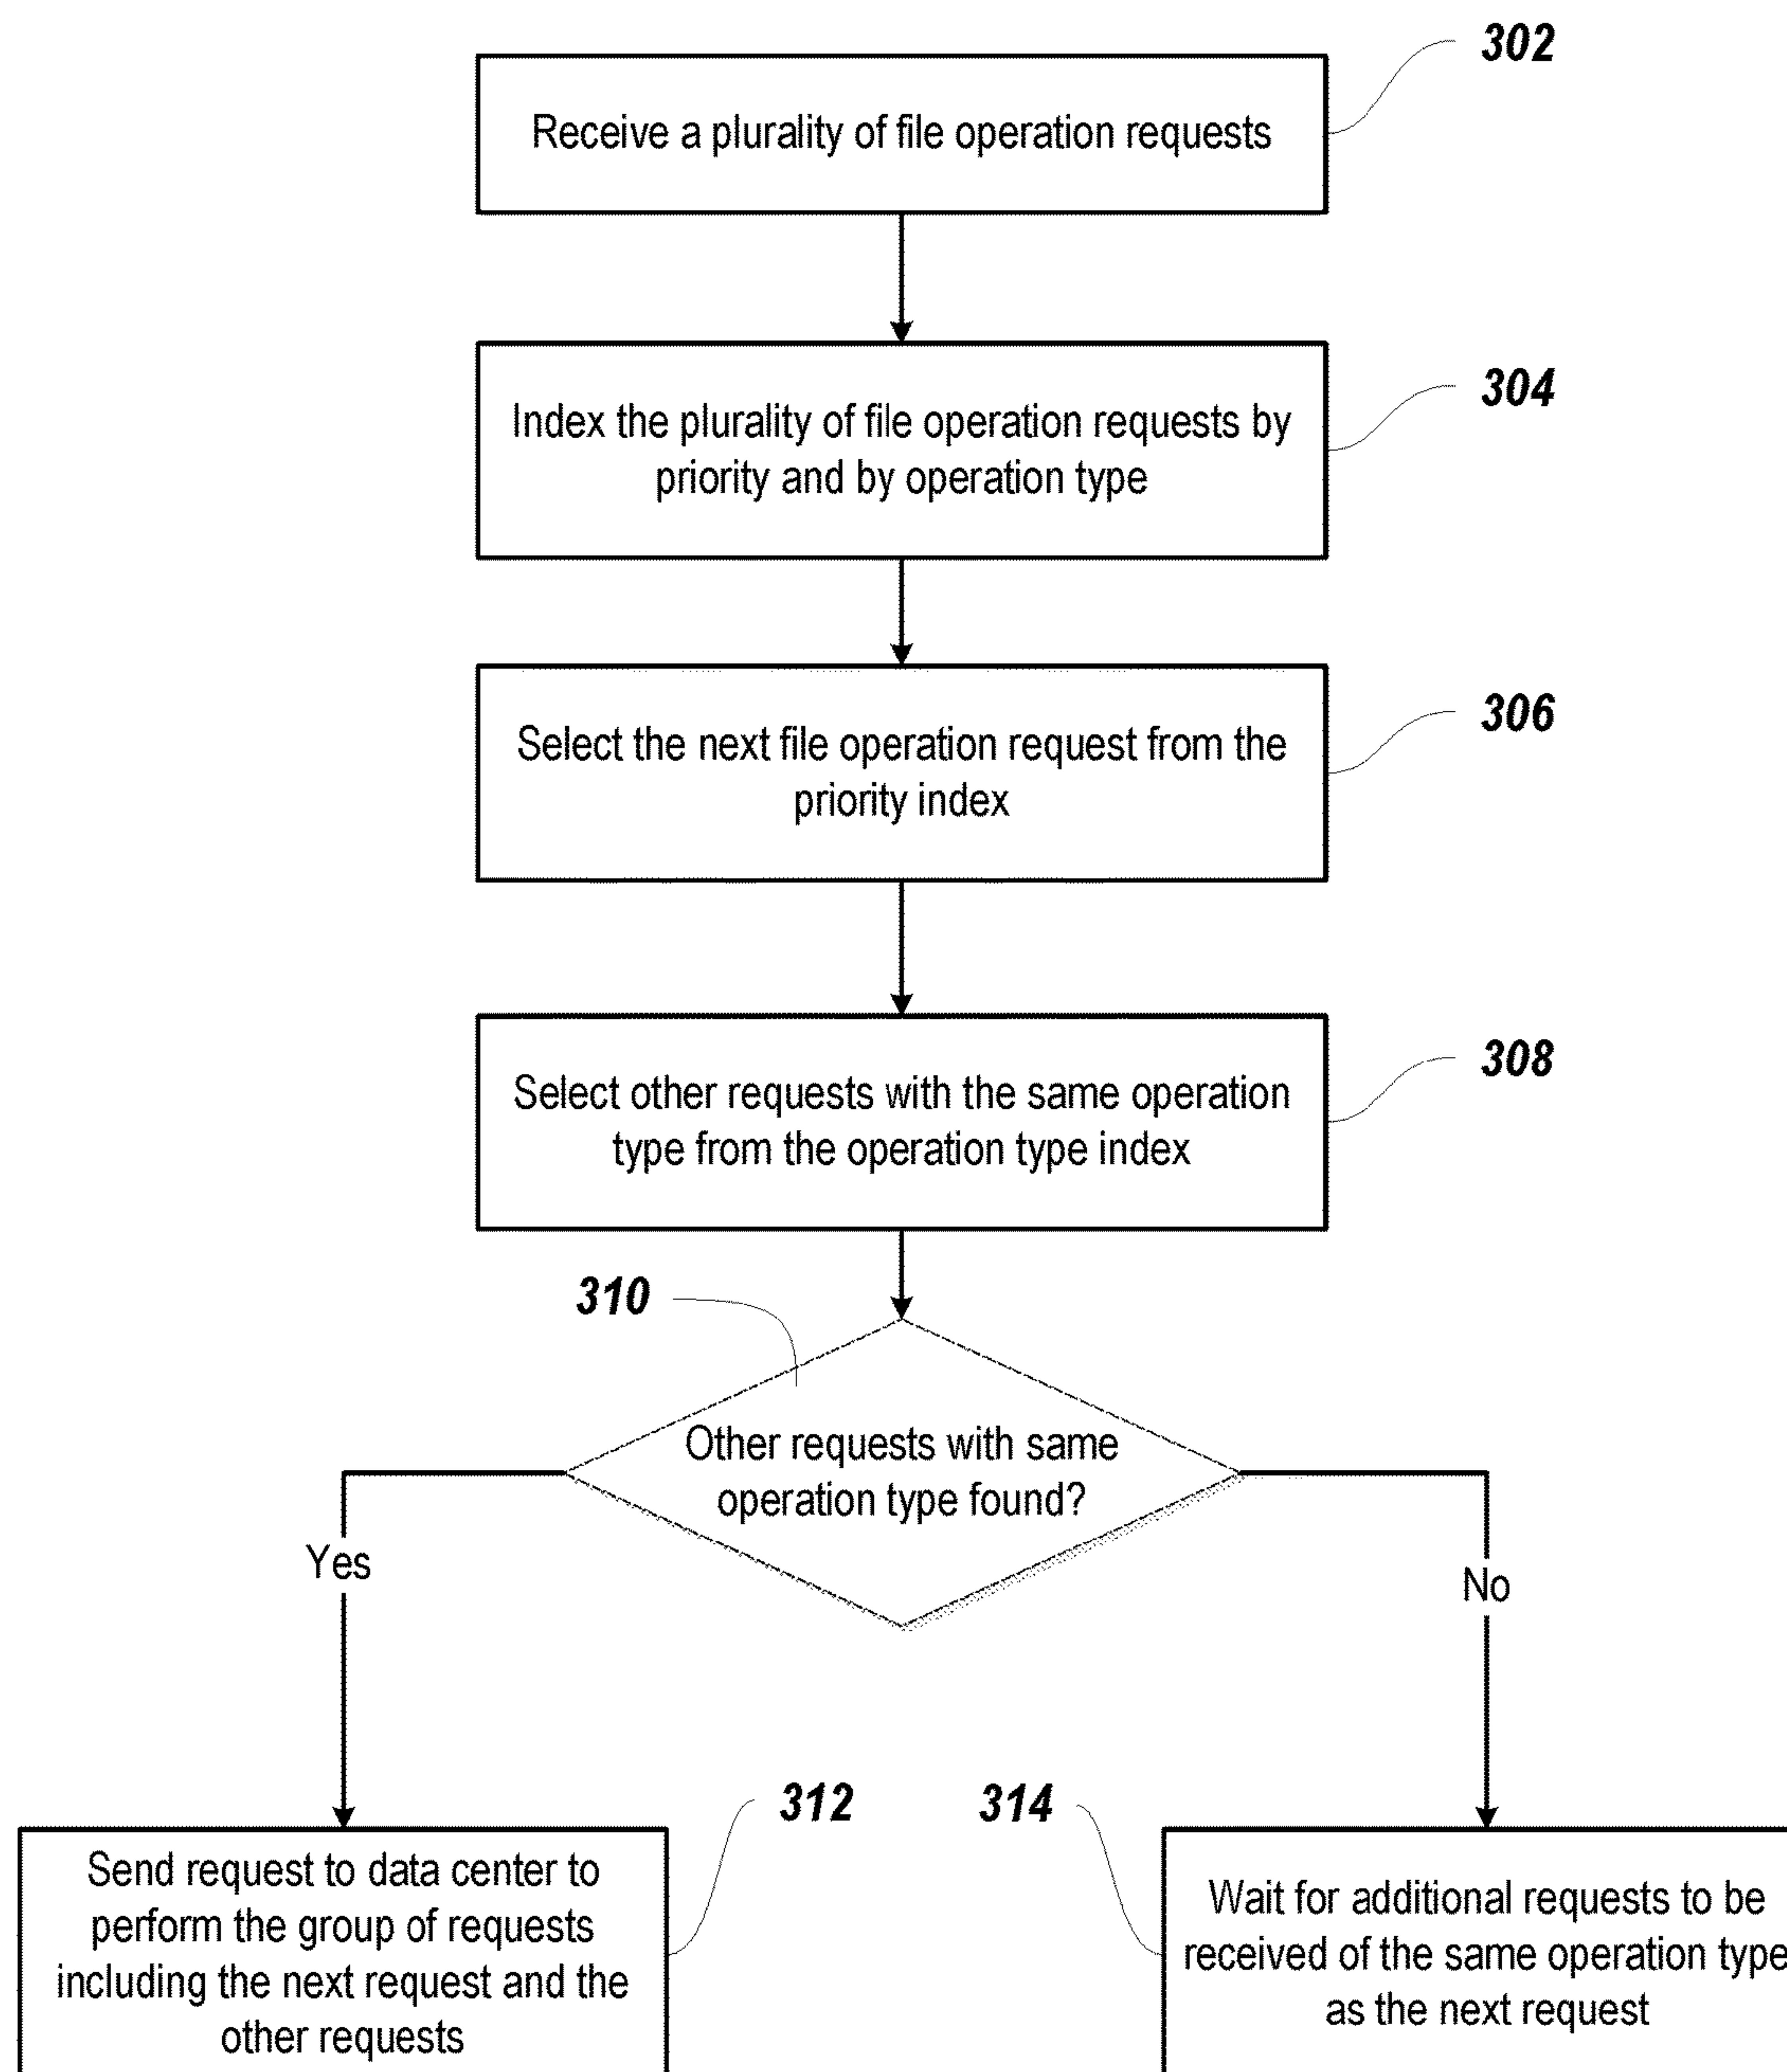 302
Receive a plurality of file operation requests
304
Index the plurality of file operation requests by
priority and by operation type
306
Select the next file operation request from the
priority index
308
Select other requests with the same operation
type from the operation type index
310
Other requests with same
operation type found?
Yes
No
312
314
Send request to data center to
perform the group of requests
including the next request and the
other requests
Wait for additional requests to be
received of the same operation type
as the next request